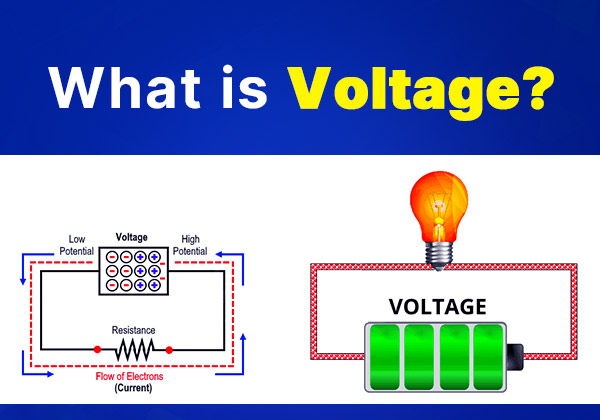 What is Voltage?
Low
Potential
Voltage
High
Potential
Resistance
Flow of Electrons
(Current)
VOLTAGE